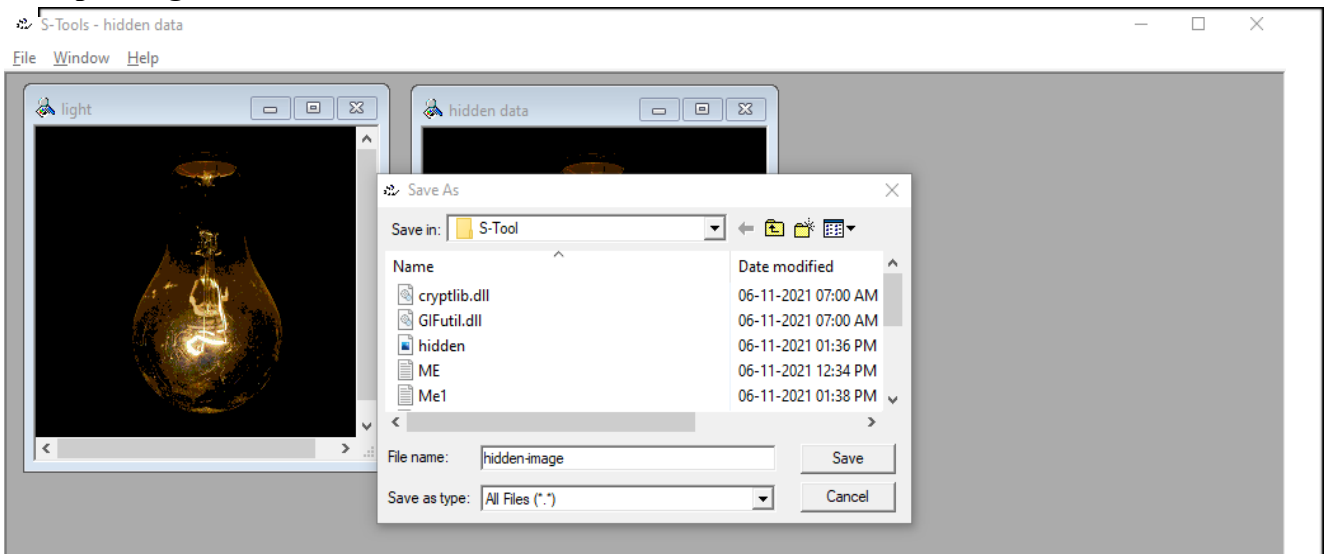 S-Tools - hidden data
File Window Help
light
hidden data
Save As
Save in: S-Tool
Name Date modified
cryptlib.dll 06-11-2021 07:00 AM
GIFutil.dll 06-11-2021 07:00 AM
hidden 06-11-2021 01:36 PM
ME 06-11-2021 12:34 PM
Me1 06-11-2021 01:38 PM
File name: hidden-image Save
Save as type: All Files (*.*) Cancel